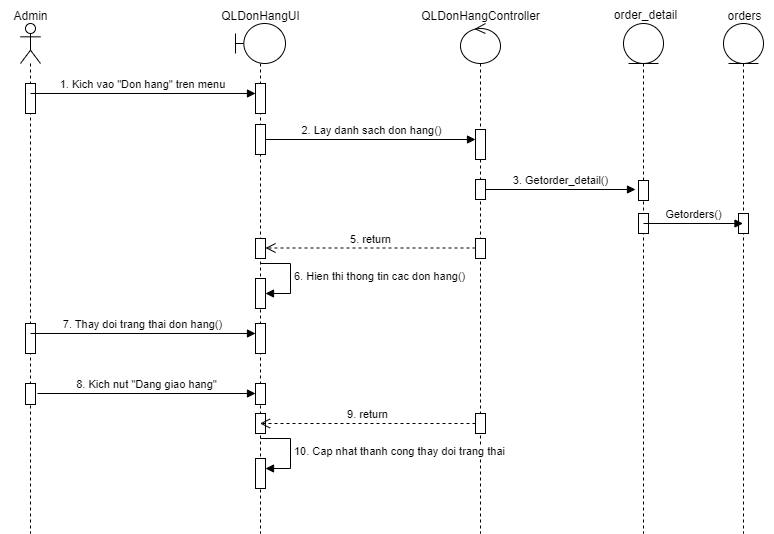 Admin
QLDonHangUI
QLDonHangController
order_detail
orders
1. Kich vao "Don hang" tren menu
2. Lay danh sach don hang()
3. Getorder_detail()
Getorders()
5. return
6. Hien thi thong tin cac don hang()
7. Thay doi trang thai don hang()
8. Kich nut "Dang giao hang"
9. return
10. Cap nhat thanh cong thay doi trang thai